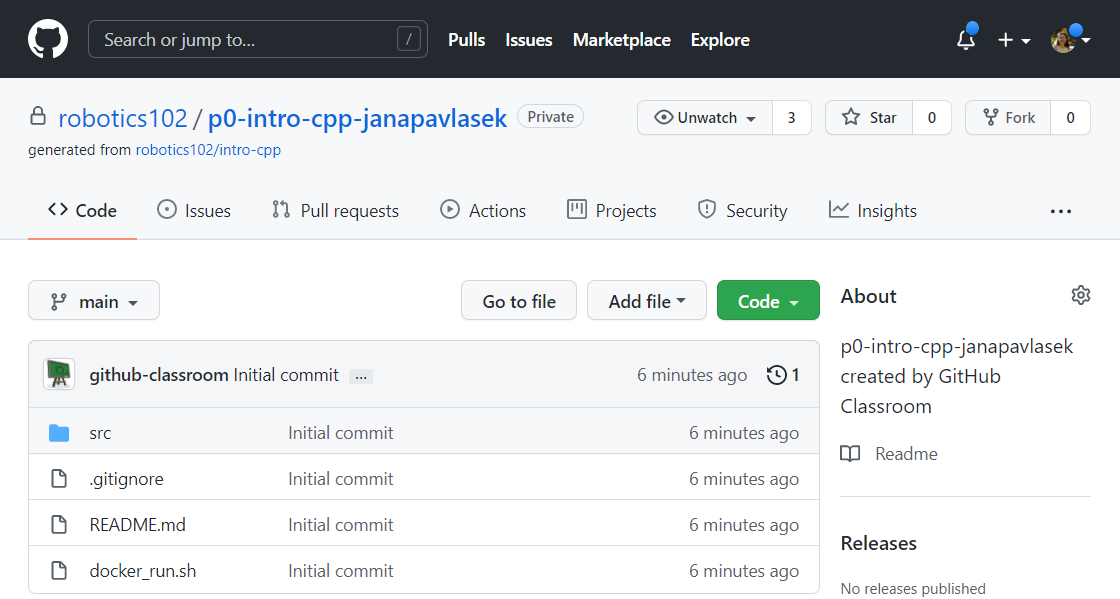 Search or jump to... / Pulls Issues Marketplace Explore
robotics102 / p0-intro-cpp-janapavlasek Private Unwatch 3 Star 0 Fork 0
generated from robotics102/intro-cpp
Code Issues Pull requests Actions Projects Security Insights ...
main Go to file Add file Code
About
p0-intro-cpp-janapavlasek
created by GitHub
Classroom
Readme
Releases
No releases published
github-classroom Initial commit ... 6 minutes ago 1
src Initial commit 6 minutes ago
.gitignore Initial commit 6 minutes ago
README.md Initial commit 6 minutes ago
docker_run.sh Initial commit 6 minutes ago